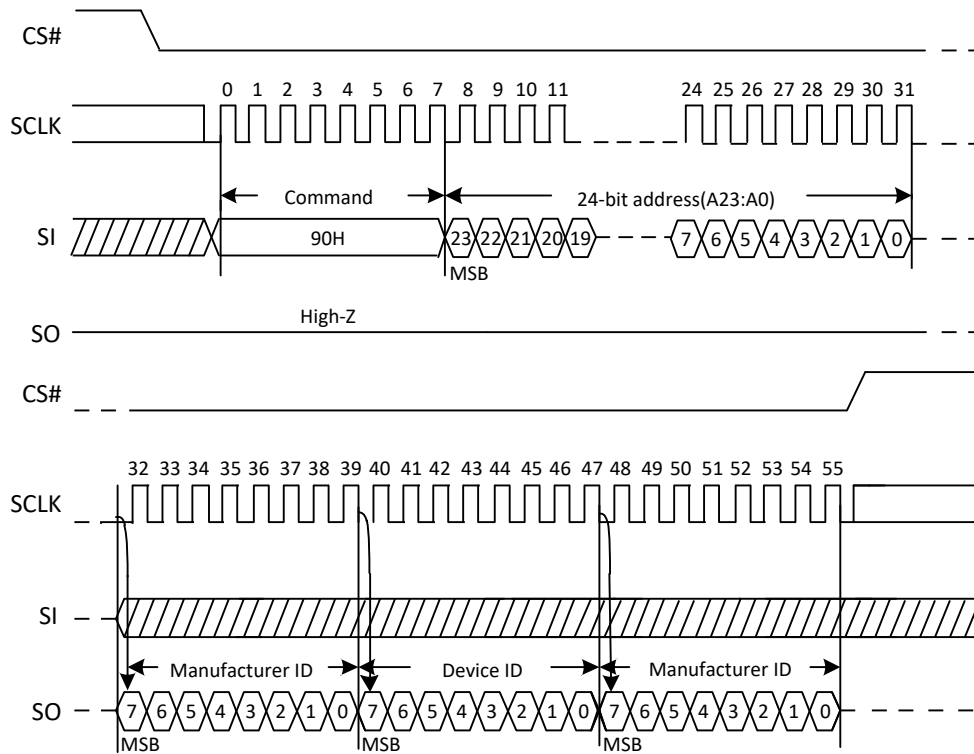 CS#
0 1 2 3 4 5 6 7 8 9 10 11 24 25 26 27 28 29 30 31
SCLK
Command 24-bit address(A23:A0)
SI 90H 23 22 21 20 19 7 6 5 4 3 2 1 0
MSB
High-Z
SO
CS#
32 33 34 35 36 37 38 39 40 41 42 43 44 45 46 47 48 49 50 51 52 53 54 55
SCLK
SI
Manufacturer ID Device ID Manufacturer ID
SO 7 6 5 4 3 2 1 0 7 6 5 4 3 2 1 0 7 6 5 4 3 2 1 0
MSB MSB MSB